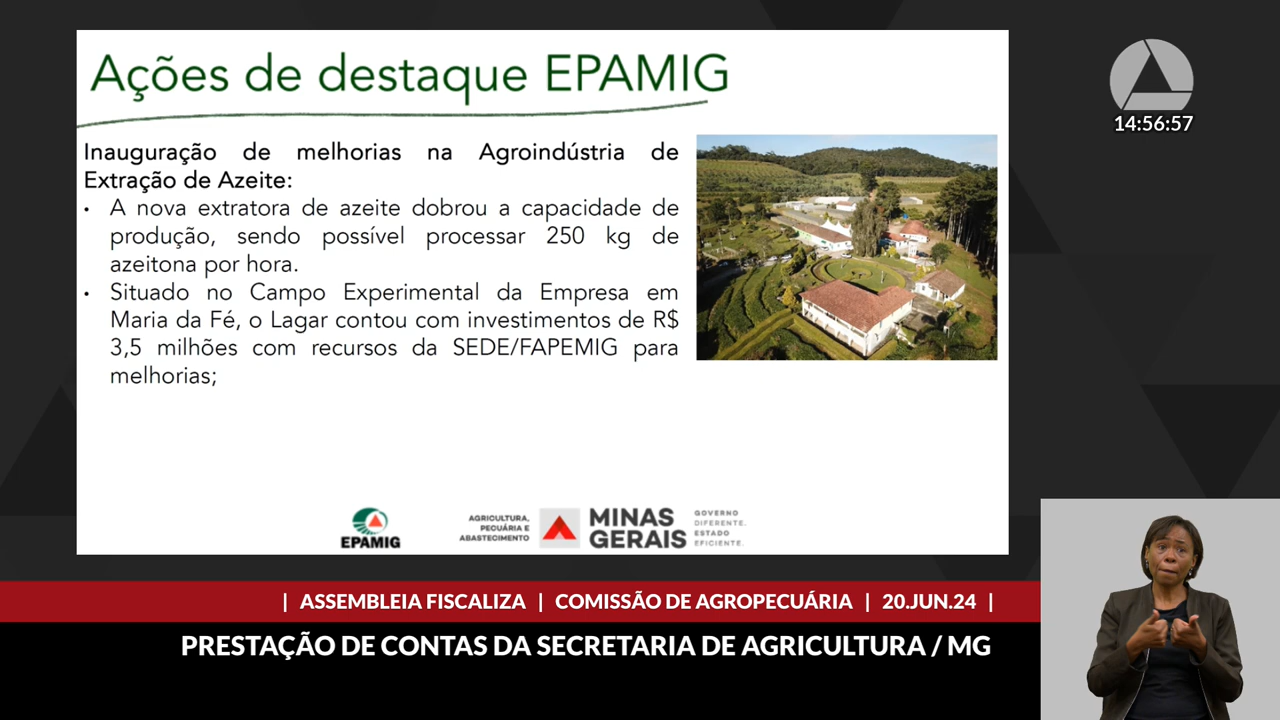 Ações de destaque EPAMIG
14:56:57
Inauguração de melhorias na Agroindústria de
Extração de Azeite:
• A nova extratora de azeite dobrou a capacidade de
produção, sendo possível processar 250 kg de
azeitona por hora.
• Situado no Campo Experimental da Empresa em
Maria da Fé, o Lagar contou com investimentos de R$
3,5 milhões com recursos da SEDE/FAPEMIG para
melhorias;
EPAMIG
AGRICULTURA,
PECUÁRIA E
ABASTECIMENTO
MINAS
GERAIS
GOVERNO
DIFERENTE.
ESTADO
EFICIENTE.
| ASSEMBLEIA FISCALIZA | COMISSÃO DE AGROPECUÁRIA | 20.JUN.24 |
PRESTAÇÃO DE CONTAS DA SECRETARIA DE AGRICULTURA / MG